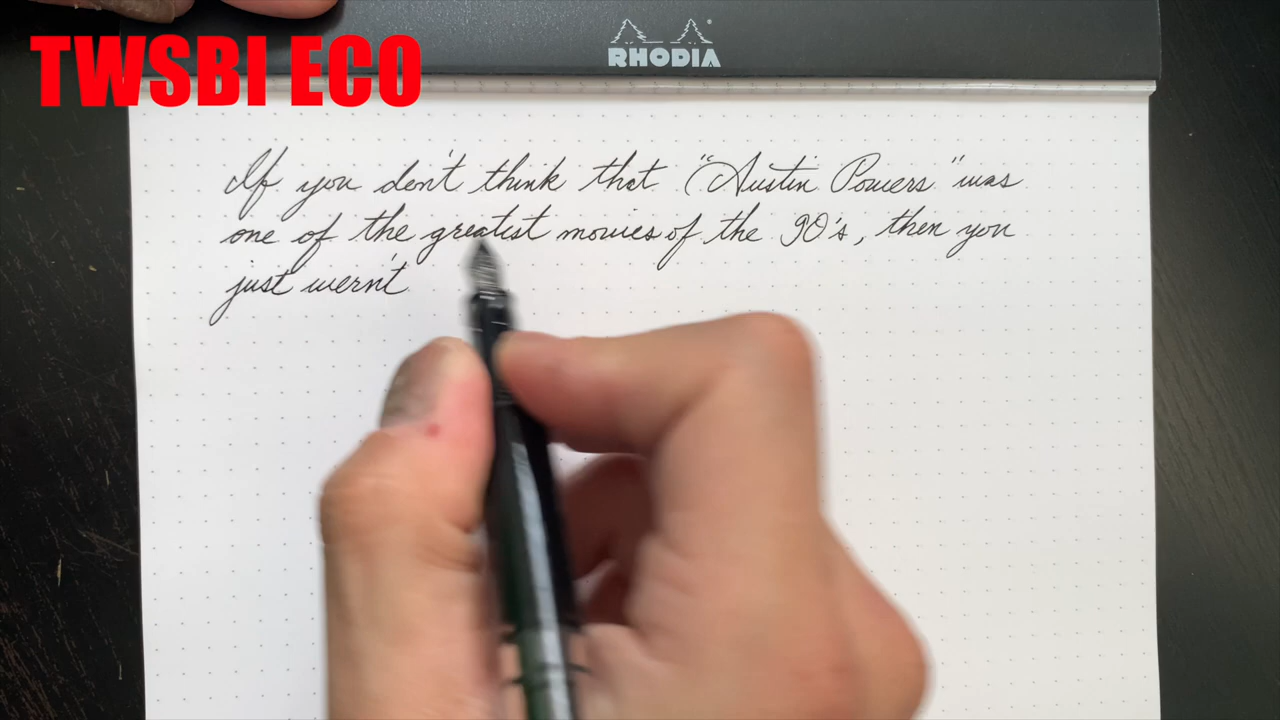 TWSBI ECO
RHODIA
If you don't think that "Austin Powers" was
one of the greatest movies of the 90's, then you
just wern't